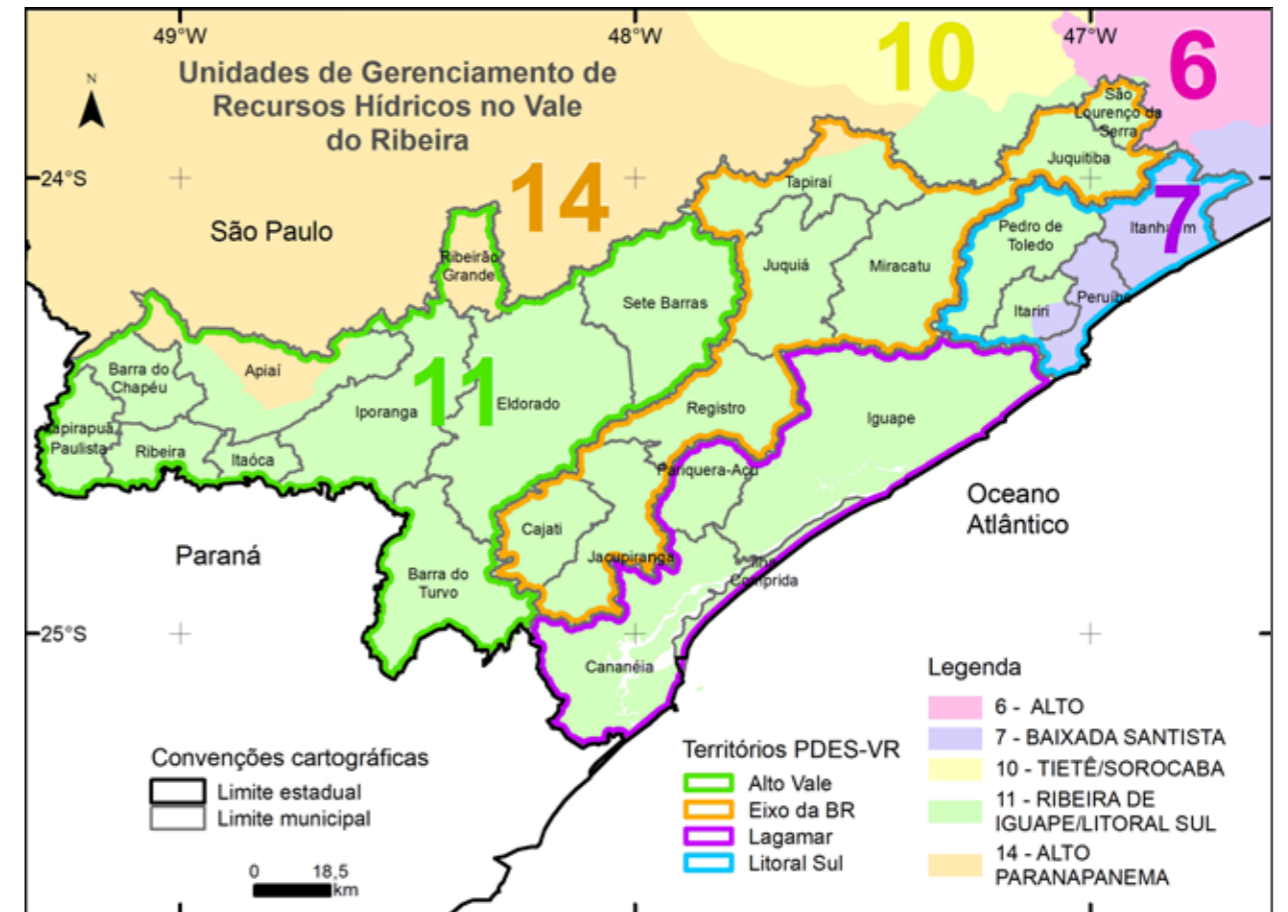 49°W
48°W
47°W
N
Unidades de Gerenciamento de
Recursos Hídricos no Vale
do Ribeira
10
6
São
Lourenço da
Serra
Juquitiba
24°S
14
Tapiraí
7
São Paulo
Pedro de
Toledo
Itanhaém
Ribeirão
Grande
Juquiá
Miracatu
Sete Barras
Peruíbe
Itariri
Barra do
Chapéu
Apiaí
11
Iporanga
Eldorado
Registro
Iguape
Itapirapuã
Paulista
Ribeira
Itaóca
Pariquera-Açu
Oceano
Atlântico
Cajati
Paraná
Jacupiranga
Ilha
Comprida
Barra do
Turvo
25°S
Cananéia
Legenda
6 - ALTO
7 - BAIXADA SANTISTA
10 - TIETÊ/SOROCABA
11 - RIBEIRA DE
IGUAPE/LITORAL SUL
14 - ALTO
PARANAPANEMA
Territórios PDES-VR
Alto Vale
Eixo da BR
Lagamar
Litoral Sul
Convenções cartográficas
Limite estadual
Limite municipal
0 18,5
km